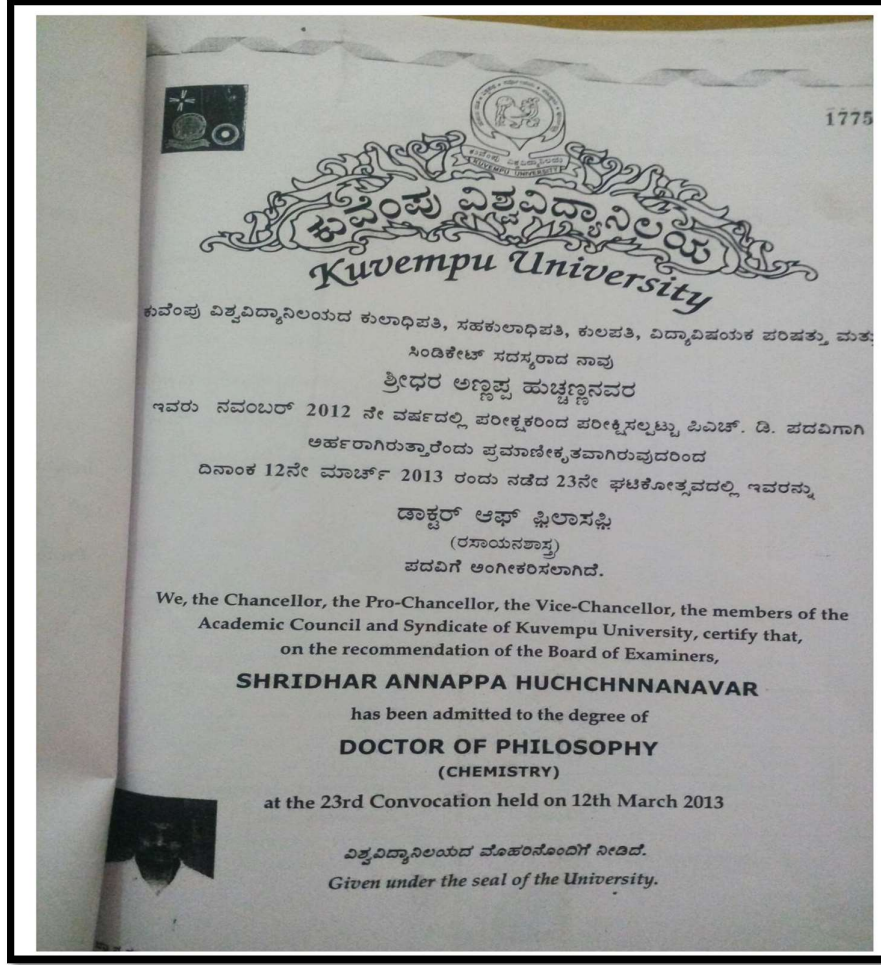 1775
ಕುವೆಂಪು ವಿಶ್ವವಿದ್ಯಾನಿಲಯ
KUVEMPU UNIVERSITY
ಕುವೆಂಪು ವಿಶ್ವವಿದ್ಯಾನಿಲಯ
Kuvempu University
ಕುವೆಂಪು ವಿಶ್ವವಿದ್ಯಾನಿಲಯದ ಕುಲಾಧಿಪತಿ, ಸಹಕುಲಾಧಿಪತಿ, ಕುಲಪತಿ, ವಿದ್ಯಾವಿಷಯಕ ಪರಿಷತ್ತು ಮತ್ತು
ಸಿಂಡಿಕೇಟ್ ಸದಸ್ಯರಾದ ನಾವು
ಶ್ರೀಧರ ಅಣ್ಣಪ್ಪ ಹುಚ್ಚಣ್ಣನವರ
ಇವರು ನವಂಬರ್ 2012 ನೇ ವರ್ಷದಲ್ಲಿ ಪರೀಕ್ಷಕರಿಂದ ಪರೀಕ್ಷಿಸಲ್ಪಟ್ಟು ಪಿಎಚ್. ಡಿ. ಪದವಿಗಾಗಿ
ಅರ್ಹರಾಗಿರುತ್ತಾರೆಂದು ಪ್ರಮಾಣೀಕೃತವಾಗಿರುವುದರಿಂದ
ದಿನಾಂಕ 12ನೇ ಮಾರ್ಚ್ 2013 ರಂದು ನಡೆದ 23ನೇ ಘಟಿಕೋತ್ಸವದಲ್ಲಿ ಇವರನ್ನು
ಡಾಕ್ಟರ್ ಆಫ್ ಫಿಲಾಸಫಿ
(ರಸಾಯನಶಾಸ್ತ್ರ)
ಪದವಿಗೆ ಅಂಗೀಕರಿಸಲಾಗಿದೆ.
We, the Chancellor, the Pro-Chancellor, the Vice-Chancellor, the members of the
Academic Council and Syndicate of Kuvempu University, certify that,
on the recommendation of the Board of Examiners,
SHRIDHAR ANNAPPA HUCHCHNNANAVAR
has been admitted to the degree of
DOCTOR OF PHILOSOPHY
(CHEMISTRY)
at the 23rd Convocation held on 12th March 2013
ವಿಶ್ವವಿದ್ಯಾನಿಲಯದ ಮೊಹರಿನೊಂದಿಗೆ ನೀಡಿದೆ.
Given under the seal of the University.